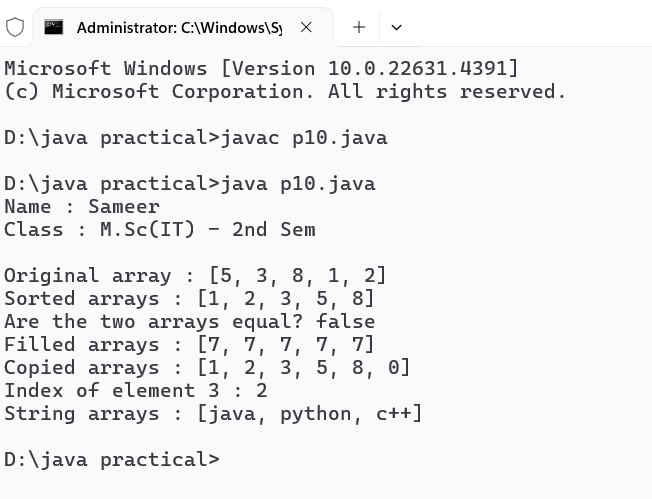 Administrator: C:\Windows\Sy
Microsoft Windows [Version 10.0.22631.4391]
(c) Microsoft Corporation. All rights reserved.
D:\java practical>javac p10.java
D:\java practical>java p10.java
Name : Sameer
Class : M.Sc(IT) - 2nd Sem
Original array : [5, 3, 8, 1, 2]
Sorted arrays : [1, 2, 3, 5, 8]
Are the two arrays equal? false
Filled arrays : [7, 7, 7, 7, 7]
Copied arrays : [1, 2, 3, 5, 8, 0]
Index of element 3 : 2
String arrays : [java, python, c++]
D:\java practical>